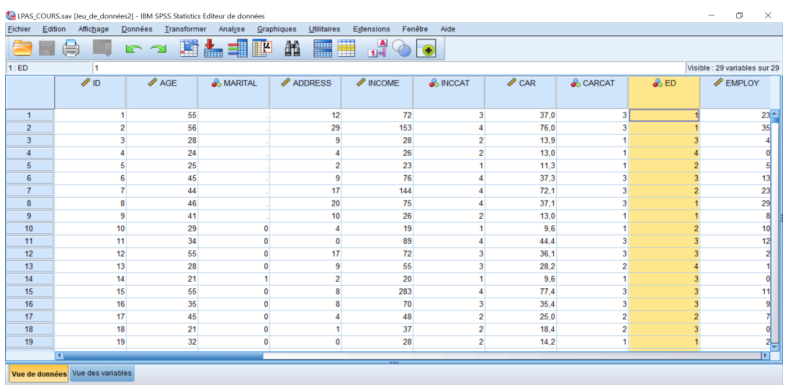 LPAS_COURS.sav [Jeu_de_données2] - IBM SPSS Statistics Editeur de données
Fichier Edition Affichage Données Transformer Analyse Graphiques Utilitaires Extensions Fenêtre Aide
1 : ED 1 Visible : 29 variables sur 29
ID AGE MARITAL ADDRESS INCOME INCCAT CAR CARCAT ED EMPLOY
1 1 55 . 12 72 3 37,0 3 1 23
2 2 56 . 29 153 4 76,0 3 1 35
3 3 28 . 9 28 2 13,9 1 3 4
4 4 24 . 4 26 2 13,0 1 4 0
5 5 25 . 2 23 1 11,3 1 2 5
6 6 45 . 9 76 4 37,3 3 3 13
7 7 44 . 17 144 4 72,1 3 2 23
8 8 46 . 20 75 4 37,1 3 1 29
9 9 41 . 10 26 2 13,0 1 1 8
10 10 29 0 4 19 1 9,6 1 2 10
11 11 34 0 0 89 4 44,4 3 3 12
12 12 55 0 17 72 3 36,1 3 3 2
13 13 28 0 9 55 3 28,2 2 4 1
14 14 21 1 2 20 1 9,6 1 3 0
15 15 55 0 8 283 4 77,4 3 3 11
16 16 35 0 8 70 3 35,4 3 3 9
17 17 45 0 4 48 2 25,0 2 2 7
18 18 21 0 1 37 2 18,4 2 3 0
19 19 32 0 0 28 2 14,2 1 1 2
Vue de données Vue des variables